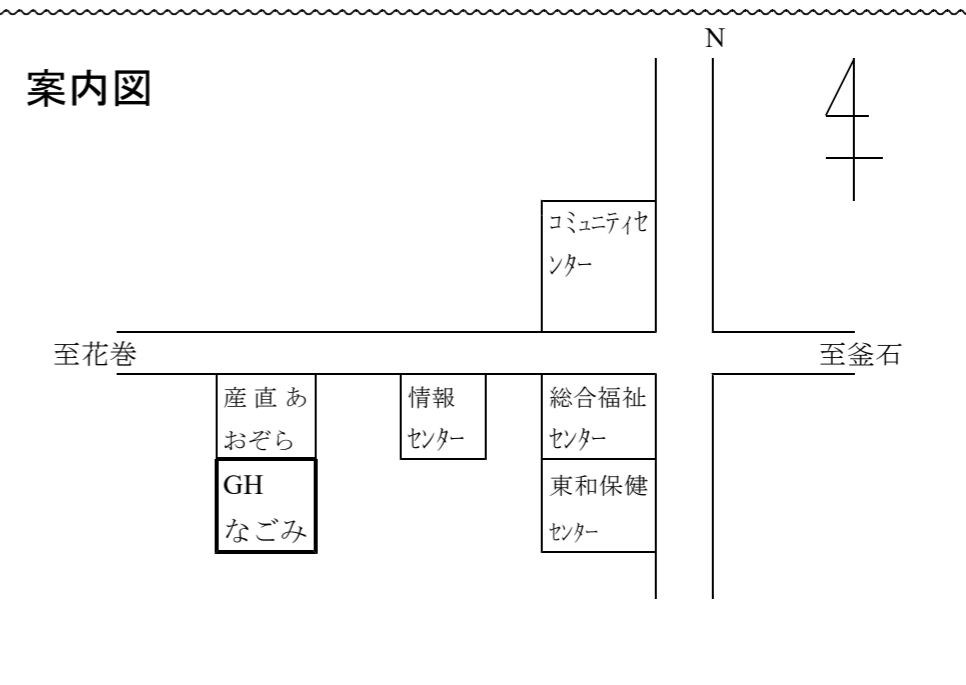 N
案内図
コミュニティセ
ンター
至花巻
至釜石
産直あ
おぞら
情報
センター
総合福祉
センター
GH
なごみ
東和保健
センター